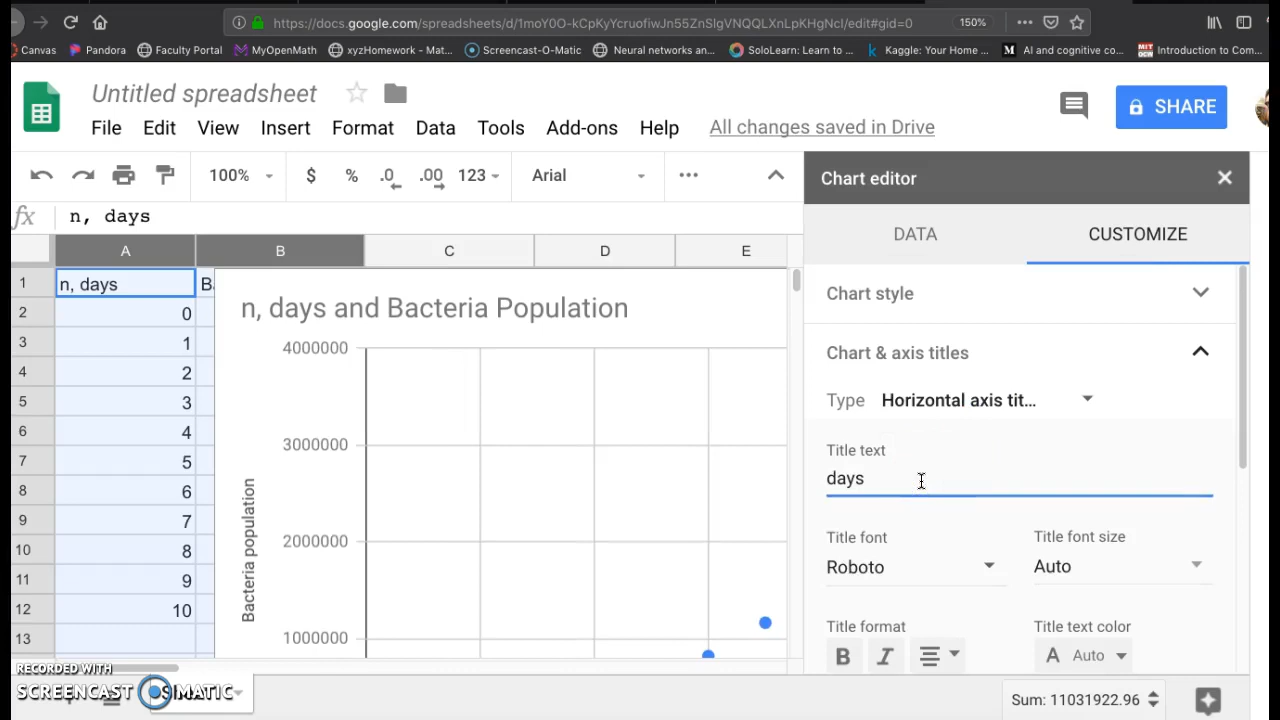 https://docs.google.com/spreadsheets/d/1moY0O-kCpKyYcruofiwJn55ZnSlgVNQQLXnLpKHgNcI/edit#gid=0
150%
Canvas
Pandora
Faculty Portal
MyOpenMath
xyzHomework - Mat...
Screencast-O-Matic
Neural networks an...
SoloLearn: Learn to ...
Kaggle: Your Home ...
AI and cognitive co...
Introduction to Com...
Untitled spreadsheet
SHARE
File Edit View Insert Format Data Tools Add-ons Help All changes saved in Drive
100% $ % .0 .00 123 Arial
Chart editor
fx n, days
DATA CUSTOMIZE
A B C D E
1 n, days B
2 0
3 1
4 2
5 3
6 4
7 5
8 6
9 7
10 8
11 9
12 10
13
n, days and Bacteria Population
4000000
3000000
2000000
1000000
Bacteria population
Chart style
Chart & axis titles
Type Horizontal axis tit...
Title text
days
Title font Title font size
Roboto Auto
Title format Title text color
B I A Auto
RECORDED WITH
SCREENCAST MATIC
Sum: 11031922.96